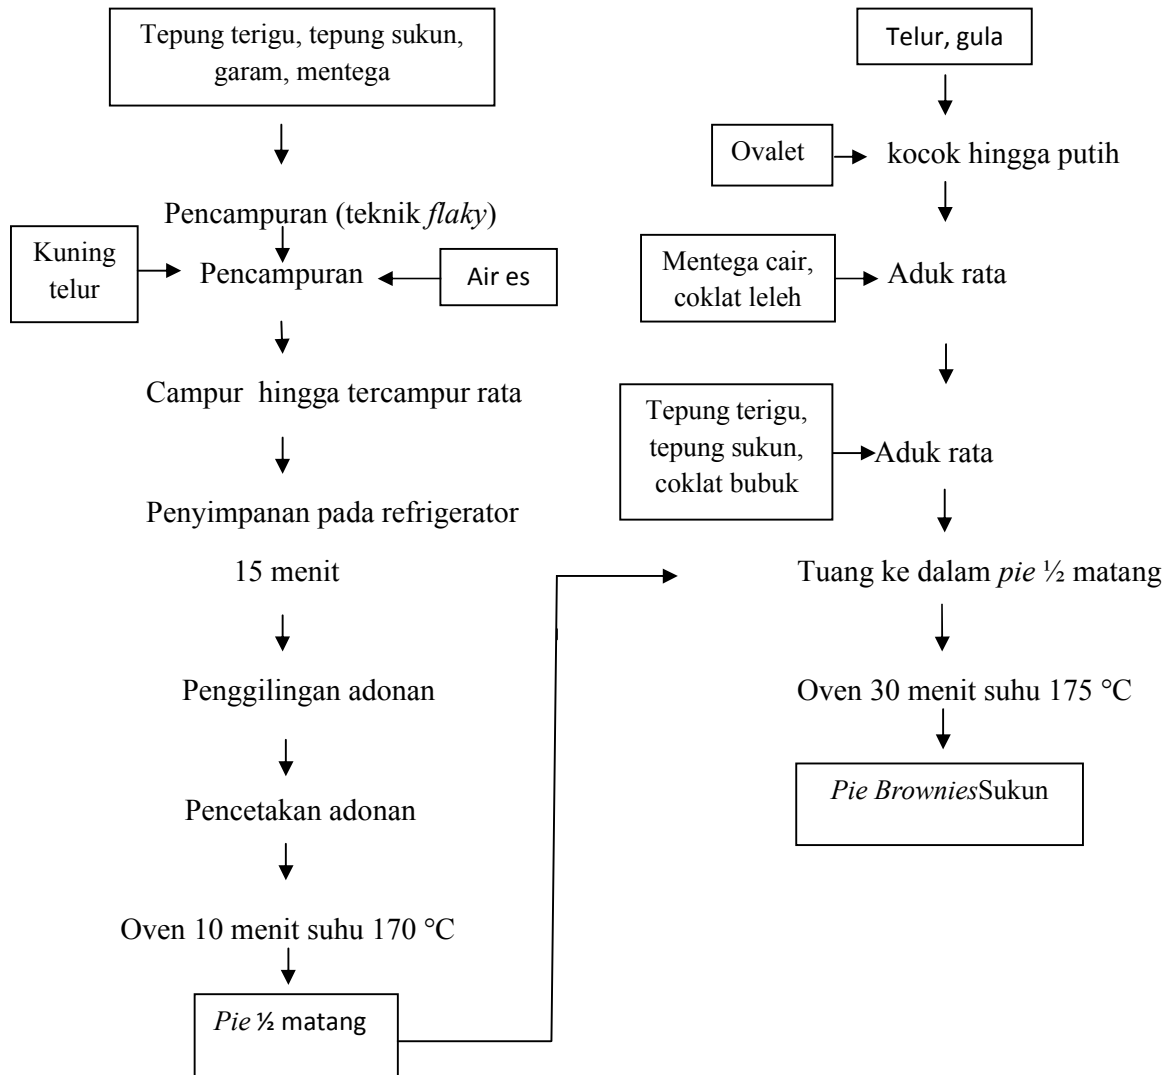 Tepung terigu, tepung sukun,
garam, mentega
Pencampuran (teknik flaky)
Kuning
telur
Pencampuran
Air es
Campur hingga tercampur rata
Penyimpanan pada refrigerator
15 menit
Penggilingan adonan
Pencetakan adonan
Oven 10 menit suhu 170 °C
Pie ½ matang
Telur, gula
Ovalet
kocok hingga putih
Mentega cair,
coklat leleh
Aduk rata
Tepung terigu,
tepung sukun,
coklat bubuk
Aduk rata
Tuang ke dalam pie ½ matang
Oven 30 menit suhu 175 °C
Pie BrowniesSukun